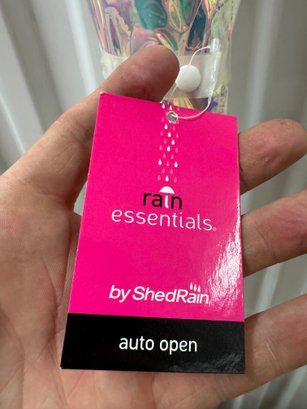 rain
essentials®
by ShedRain®
auto open